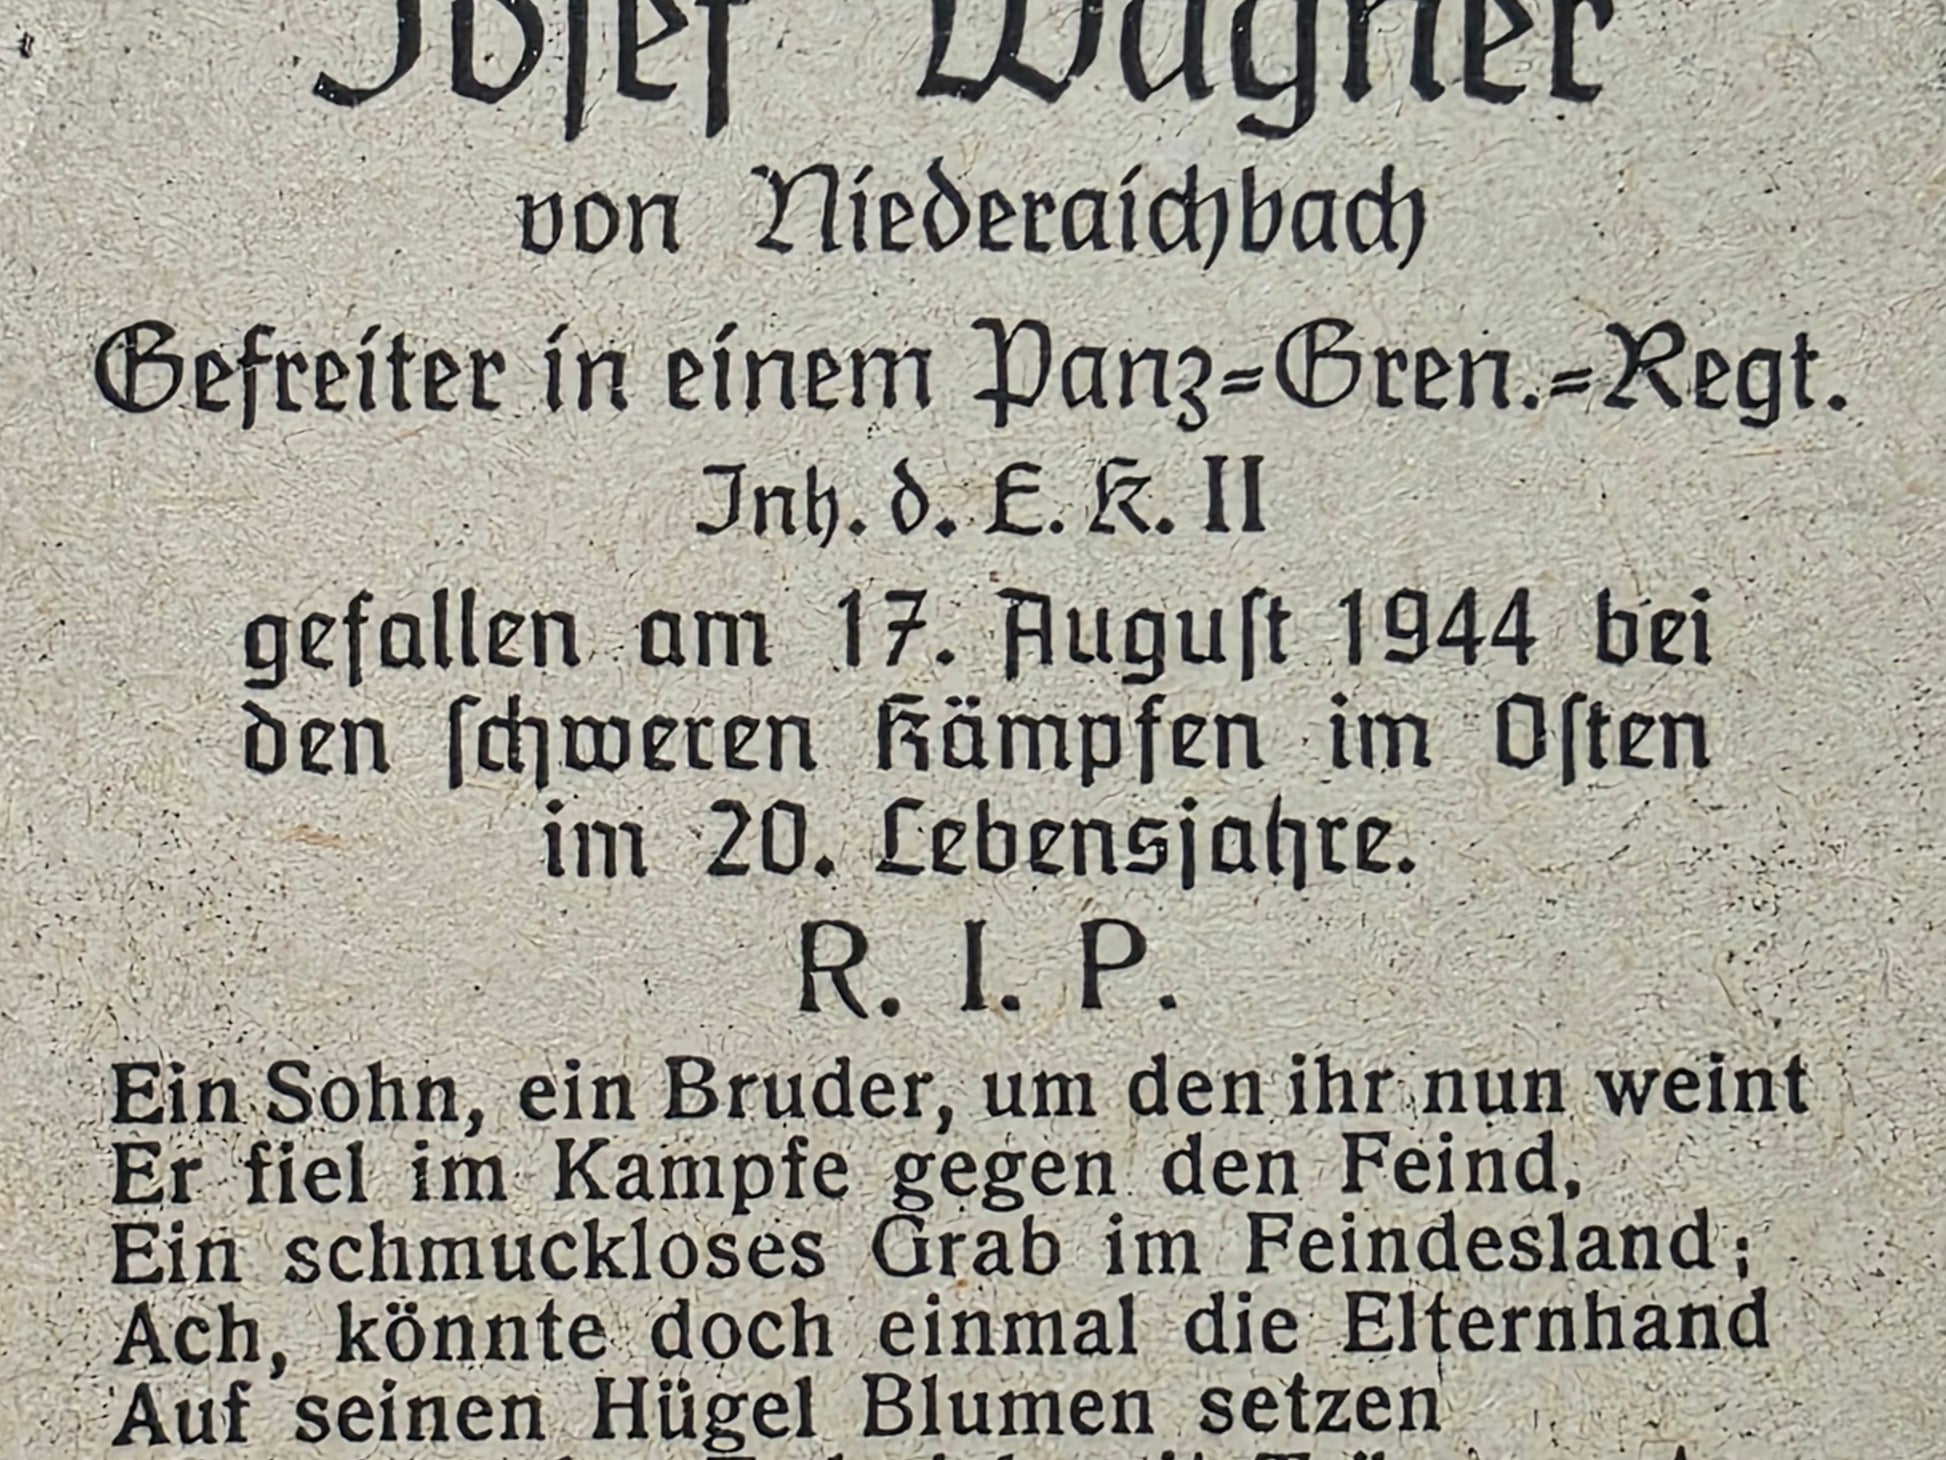 Josef Wagner
von Niederaichbach
Gefreiter in einem Panz=Gren.=Regt.
Inh. d. E. K. II
gefallen am 17. Auguſt 1944 bei
den ſchweren Kämpfen im Oſten
im 20. Lebensjahre.
R. I. P.
Ein Sohn, ein Bruder, um den ihr nun weint
Er fiel im Kampfe gegen den Feind,
Ein schmuckloses Grab im Feindesland;
Ach, könnte doch einmal die Elternhand
Auf seinen Hügel Blumen setzen